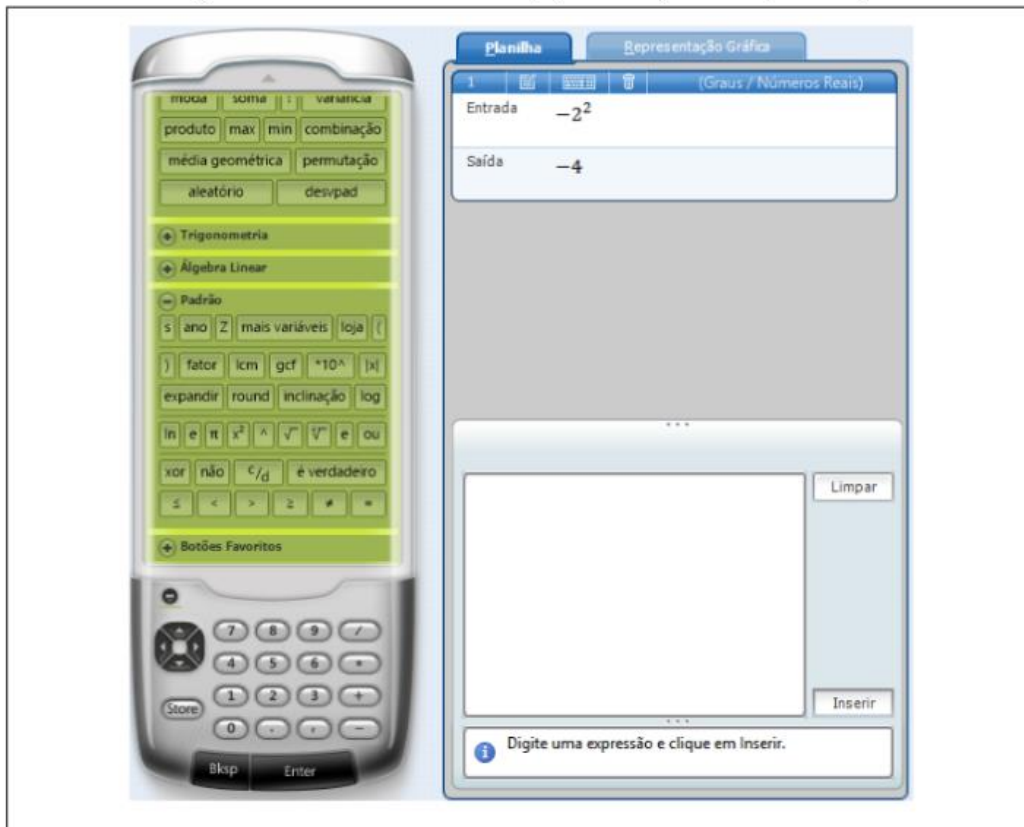 Planilha
Representação Gráfica
1 (Graus / Números Reais)
Entrada −2²
Saída −4
moda soma : variância
produto max min combinação
média geométrica permutação
aleatório desvpad
Trigonometria
Álgebra Linear
Padrão
s ano Z mais variáveis loja (
) fator lcm gcf *10^ |x|
expandir round inclinação log
ln e π x² ^ √‾ ∜‾ e ou
xor não c/d é verdadeiro
≤ < > ≥ ≠ =
Botões Favoritos
7 8 9 /
4 5 6 *
Store 1 2 3 +
0 . , −
Bksp Enter
Limpar
Inserir
Digite uma expressão e clique em Inserir.